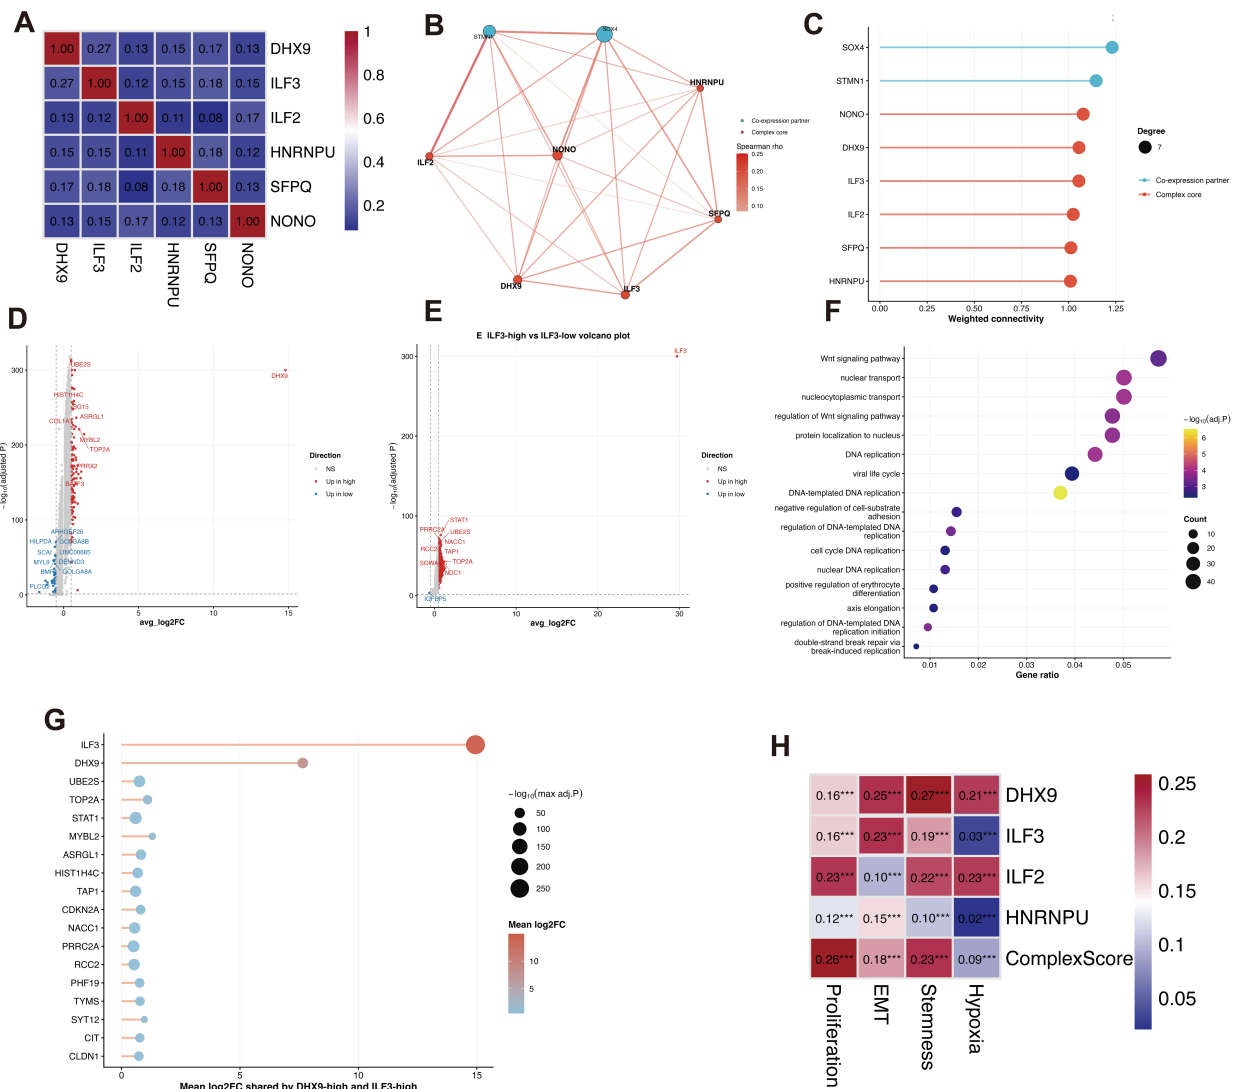 A
1.00 0.27 0.13 0.15 0.17 0.13 DHX9
0.27 1.00 0.12 0.15 0.18 0.15 ILF3
0.13 0.12 1.00 0.11 0.08 0.17 ILF2
0.15 0.15 0.11 1.00 0.18 0.12 HNRNPU
0.17 0.18 0.08 0.18 1.00 0.13 SFPQ
0.13 0.15 0.17 0.12 0.13 1.00 NONO
DHX9 ILF3 ILF2 HNRNPU SFPQ NONO
1
0.8
0.6
0.4
0.2
B
STMN1
SOX4
HNRNPU
NONO
ILF2
SFPQ
DHX9
ILF3
Co-expression partner
Complex core
Spearman rho
0.25
0.20
0.15
0.10
C
SOX4
STMN1
NONO
DHX9
ILF3
ILF2
SFPQ
HNRNPU
0.00 0.25 0.50 0.75 1.00 1.25
Weighted connectivity
Degree
7
Co-expression partner
Complex core
D
300
200
100
0
−log10(adjusted P)
UBE2S
DHX9
HIST1H4C
ISG15
COL1A
ASRGL1
MYBL2
TOP2A
PRRX2
ARHGEF26
HILPDA
GOLGA8B
SCAI
LINC00685
MYL9
DENND3
GOLGA8A
0 5 10 15
avg_log2FC
Direction
NS
Up in high
Up in low
E
E ILF3-high vs ILF3-low volcano plot
300
200
100
0
−log10(adjusted P)
ILF3
STAT1
PRRC2A
UBE2S
NACC1
RCC2
TAP1
TOP2A
NDC1
IGFBP5
0 10 20 30
avg_log2FC
Direction
NS
Up in high
Up in low
F
Wnt signaling pathway
nuclear transport
nucleocytoplasmic transport
regulation of Wnt signaling pathway
protein localization to nucleus
DNA replication
viral life cycle
DNA-templated DNA replication
negative regulation of cell-substrate
adhesion
regulation of DNA-templated DNA
replication
cell cycle DNA replication
nuclear DNA replication
positive regulation of erythrocyte
differentiation
axis elongation
regulation of DNA-templated DNA
replication initiation
double-strand break repair via
break-induced replication
0.01 0.02 0.03 0.04 0.05
Gene ratio
−log10(adj.P)
6
5
4
3
Count
10
20
30
40
G
ILF3
DHX9
UBE2S
TOP2A
STAT1
MYBL2
ASRGL1
HIST1H4C
TAP1
CDKN2A
NACC1
PRRC2A
RCC2
PHF19
TYMS
SYT12
CIT
CLDN1
0 5 10 15
Mean log2FC shared by DHX9-high and ILF3-high
−log10(max adj.P)
50
100
150
200
250
Mean log2FC
10
5
H
0.16*** 0.25*** 0.27*** 0.21*** DHX9
0.16*** 0.23*** 0.19*** 0.03*** ILF3
0.23*** 0.10*** 0.22*** 0.23*** ILF2
0.12*** 0.15*** 0.10*** 0.02*** HNRNPU
0.26*** 0.18*** 0.23*** 0.09*** ComplexScore
Proliferation EMT Stemness Hypoxia
0.25
0.2
0.15
0.1
0.05